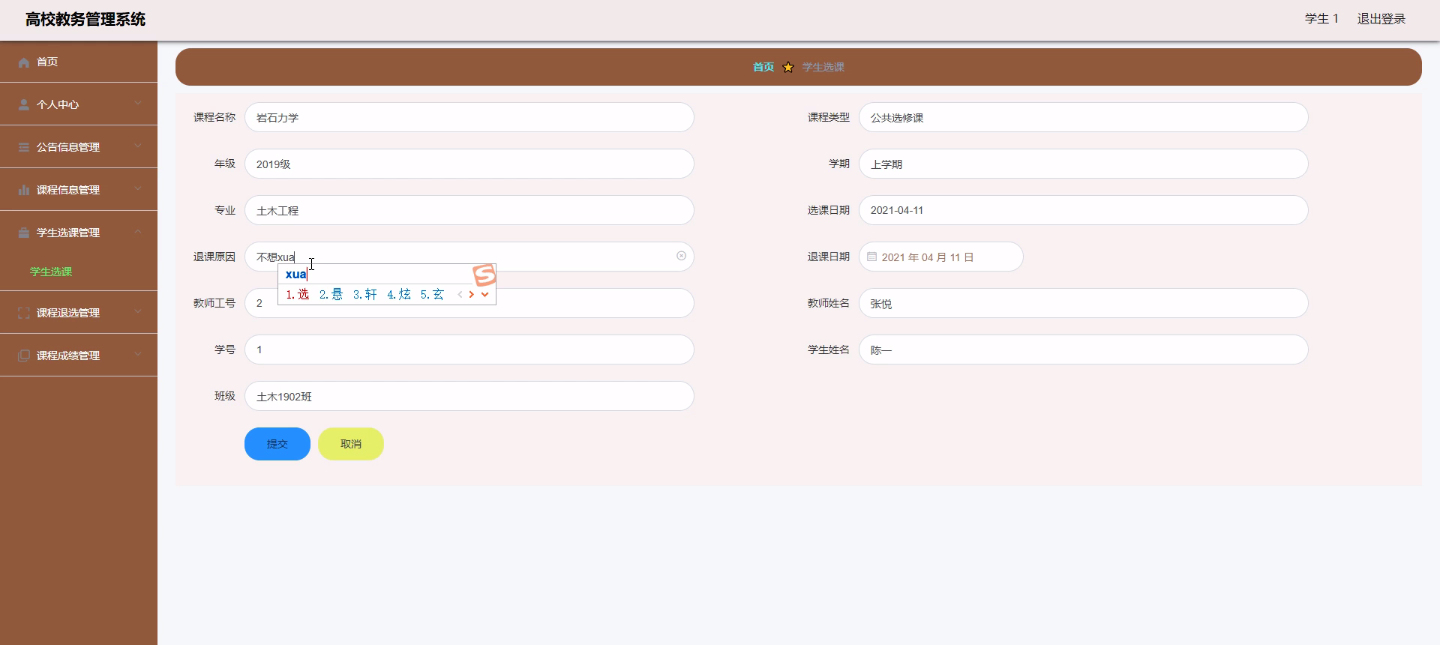 高校教务管理系统
学生 1 退出登录
首页
个人中心
公告信息管理
课程信息管理
学生选课管理
学生选课
课程退选管理
课程成绩管理
首页 学生选课
课程名称 岩石力学 课程类型 公共选修课
年级 2019级 学期 上学期
专业 土木工程 选课日期 2021-04-11
退课原因 不想xua 退课日期 2021 年 04 月 11 日
xua
1.选 2.悬 3.轩 4.炫 5.玄
教师工号 2 教师姓名 张悦
学号 1 学生姓名 陈一
班级 土木1902班
提交 取消